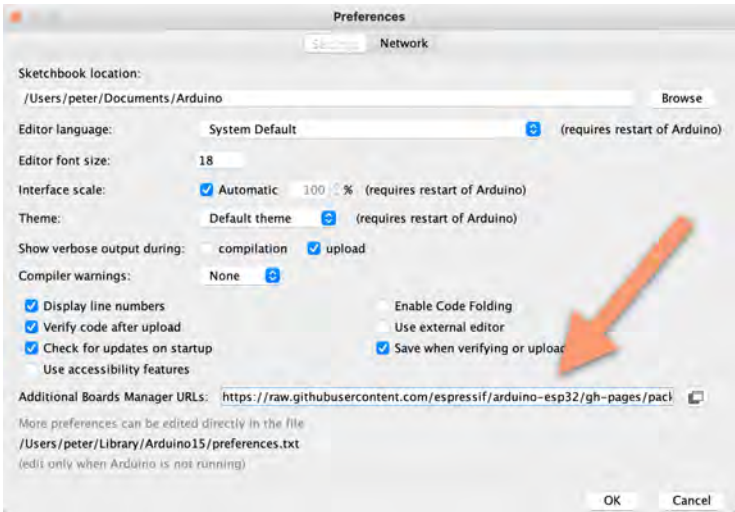 Preferences
Settings Network
Sketchbook location:
/Users/peter/Documents/Arduino Browse
Editor language: System Default (requires restart of Arduino)
Editor font size: 18
Interface scale: Automatic 100 % (requires restart of Arduino)
Theme: Default theme (requires restart of Arduino)
Show verbose output during: compilation upload
Compiler warnings: None
Display line numbers Enable Code Folding
Verify code after upload Use external editor
Check for updates on startup Save when verifying or upload
Use accessibility features
Additional Boards Manager URLs: https://raw.githubusercontent.com/espressif/arduino-esp32/gh-pages/pack
More preferences can be edited directly in the file
/Users/peter/Library/Arduino15/preferences.txt
(edit only when Arduino is not running)
OK Cancel